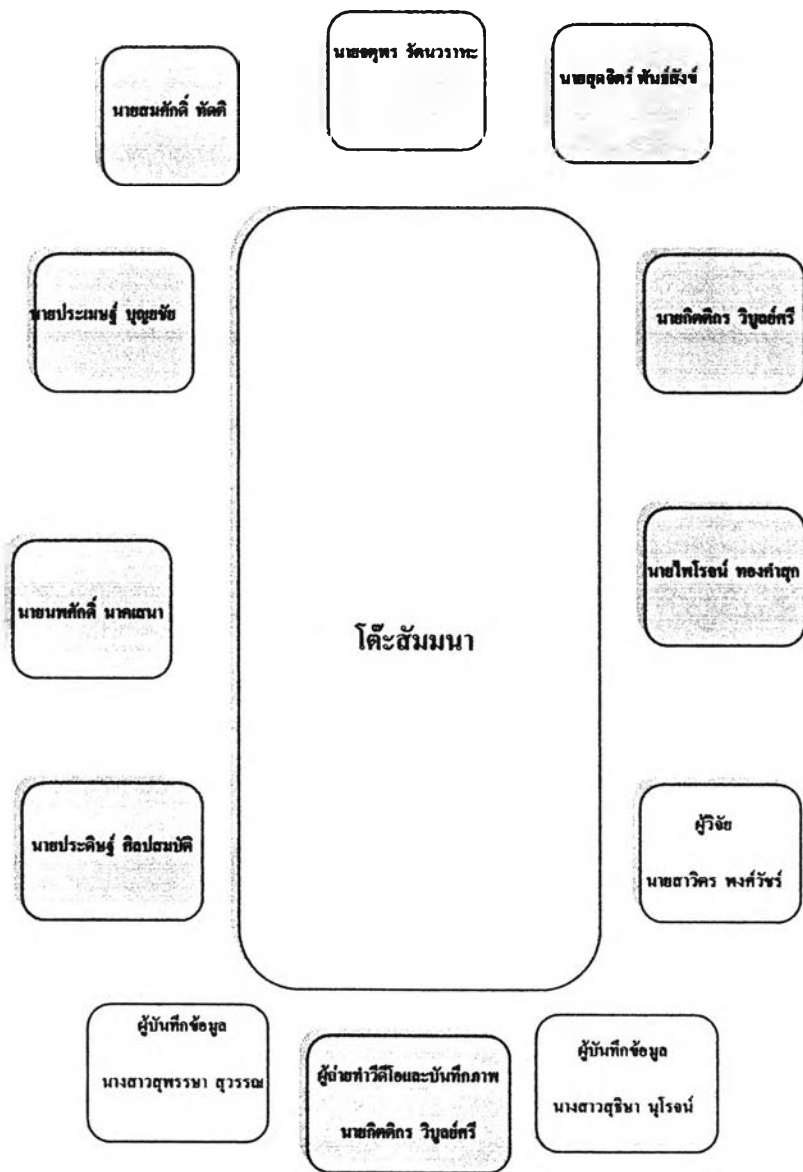 นายจตุพร รัตนวราหะ
นายสุดจิตร์ พันธ์สังข์
นายสมศักดิ์ ทัดติ
นายประเมษฐ์ บุญยชัย
นายกิตติกร วิบูลย์ศรี
นายไพโรจน์ ทองคำสุก
นายนพศักดิ์ นาคเสนา
โต๊ะสัมมนา
ผู้วิจัย
นายประดิษฐ์ ศิลปสมบัติ
นายสาวิตร พงศ์วัชร์
ผู้บันทึกข้อมูล
นางสาวสุพรรษา สุวรรณ
ผู้ถ่ายทำวีดีโอและบันทึกภาพ
นายกิตติกร วิบูลย์ศรี
ผู้บันทึกข้อมูล
นางสาวสุธิษา นุโรจน์